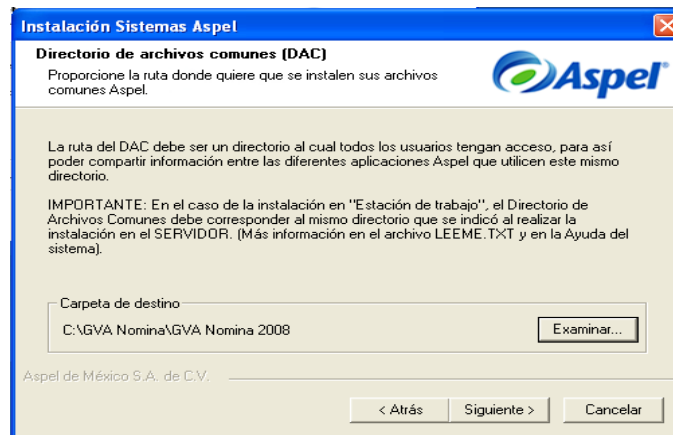 Instalación Sistemas Aspel
Directorio de archivos comunes (DAC)
Proporcione la ruta donde quiere que se instalen sus archivos
comunes Aspel.
Aspel
La ruta del DAC debe ser un directorio al cual todos los usuarios tengan acceso, para así
poder compartir información entre las diferentes aplicaciones Aspel que utilicen este mismo
directorio.
IMPORTANTE: En el caso de la instalación en "Estación de trabajo", el Directorio de
Archivos Comunes debe corresponder al mismo directorio que se indicó al realizar la
instalación en el SERVIDOR. (Más información en el archivo LEEME.TXT y en la Ayuda del
sistema).
Carpeta de destino
C:\GVA Nomina\GVA Nomina 2008
Examinar...
Aspel de México S.A. de C.V.
< Atrás
Siguiente >
Cancelar